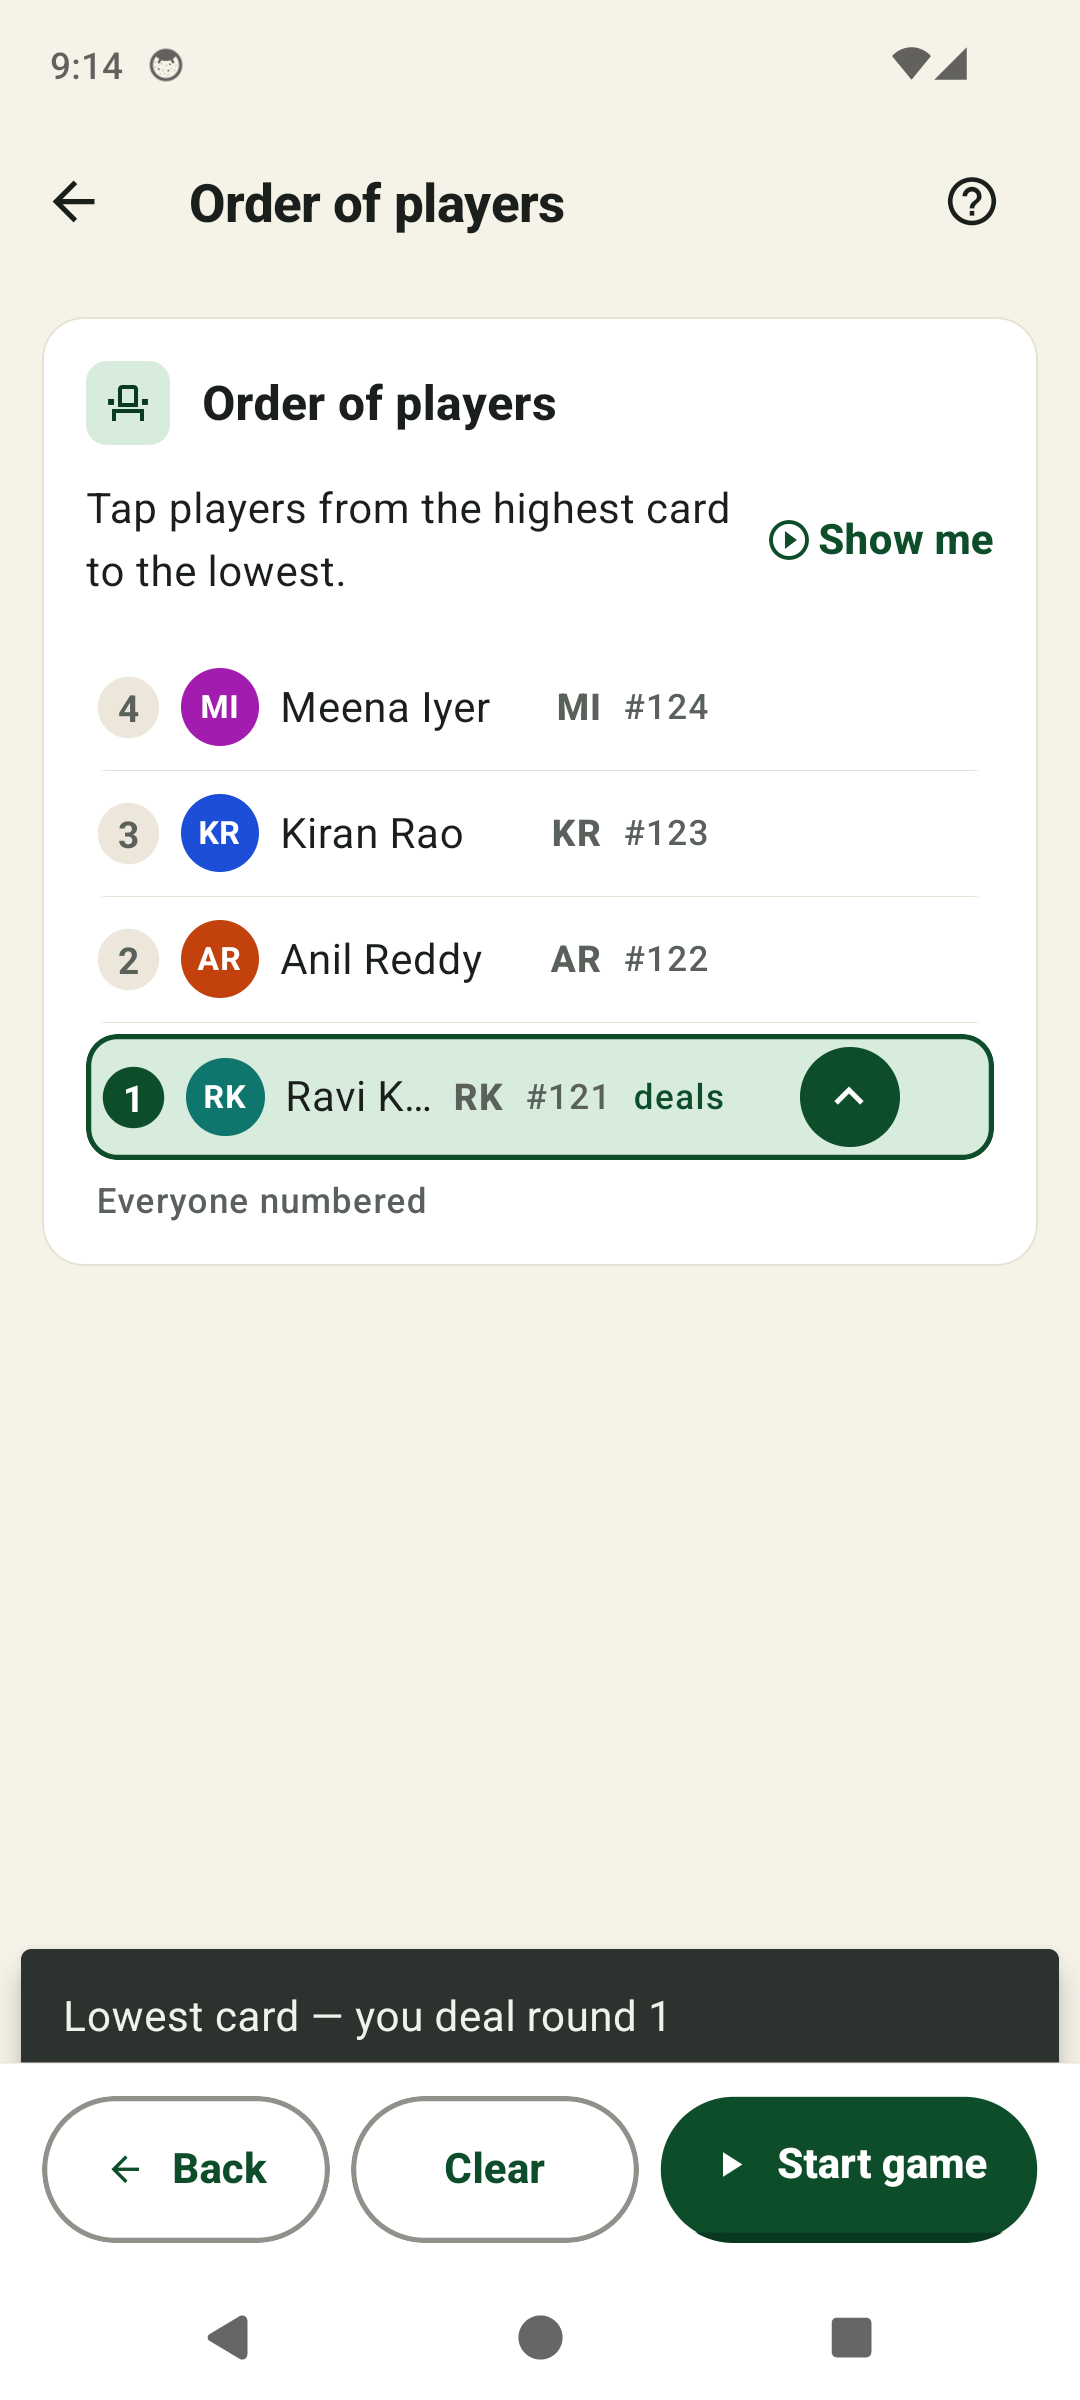 9:14
Order of players
Order of players
Tap players from the highest card
to the lowest.
Show me
4 MI Meena Iyer MI #124
3 KR Kiran Rao KR #123
2 AR Anil Reddy AR #122
1 RK Ravi K... RK #121 deals
Everyone numbered
Lowest card — you deal round 1
Back
Clear
Start game